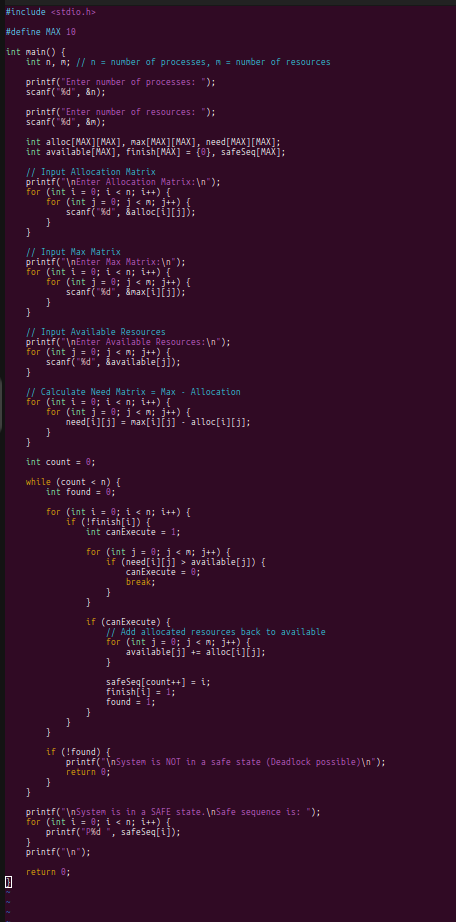 #include <stdio.h>

#define MAX 10

int main() {
    int n, m; // n = number of processes, m = number of resources

    printf("Enter number of processes: ");
    scanf("%d", &n);

    printf("Enter number of resources: ");
    scanf("%d", &m);

    int alloc[MAX][MAX], max[MAX][MAX], need[MAX][MAX];
    int available[MAX], finish[MAX] = {0}, safeSeq[MAX];

    // Input Allocation Matrix
    printf("\nEnter Allocation Matrix:\n");
    for (int i = 0; i < n; i++) {
        for (int j = 0; j < m; j++) {
            scanf("%d", &alloc[i][j]);
        }
    }

    // Input Max Matrix
    printf("\nEnter Max Matrix:\n");
    for (int i = 0; i < n; i++) {
        for (int j = 0; j < m; j++) {
            scanf("%d", &max[i][j]);
        }
    }

    // Input Available Resources
    printf("\nEnter Available Resources:\n");
    for (int j = 0; j < m; j++) {
        scanf("%d", &available[j]);
    }

    // Calculate Need Matrix = Max - Allocation
    for (int i = 0; i < n; i++) {
        for (int j = 0; j < m; j++) {
            need[i][j] = max[i][j] - alloc[i][j];
        }
    }

    int count = 0;

    while (count < n) {
        int found = 0;

        for (int i = 0; i < n; i++) {
            if (!finish[i]) {
                int canExecute = 1;

                for (int j = 0; j < m; j++) {
                    if (need[i][j] > available[j]) {
                        canExecute = 0;
                        break;
                    }
                }

                if (canExecute) {
                    // Add allocated resources back to available
                    for (int j = 0; j < m; j++) {
                        available[j] += alloc[i][j];
                    }

                    safeSeq[count++] = i;
                    finish[i] = 1;
                    found = 1;
                }
            }
        }

        if (!found) {
            printf("\nSystem is NOT in a safe state (Deadlock possible)\n");
            return 0;
        }
    }

    printf("\nSystem is in a SAFE state.\nSafe sequence is: ");
    for (int i = 0; i < n; i++) {
        printf("P%d ", safeSeq[i]);
    }
    printf("\n");

    return 0;
}
~
~
~